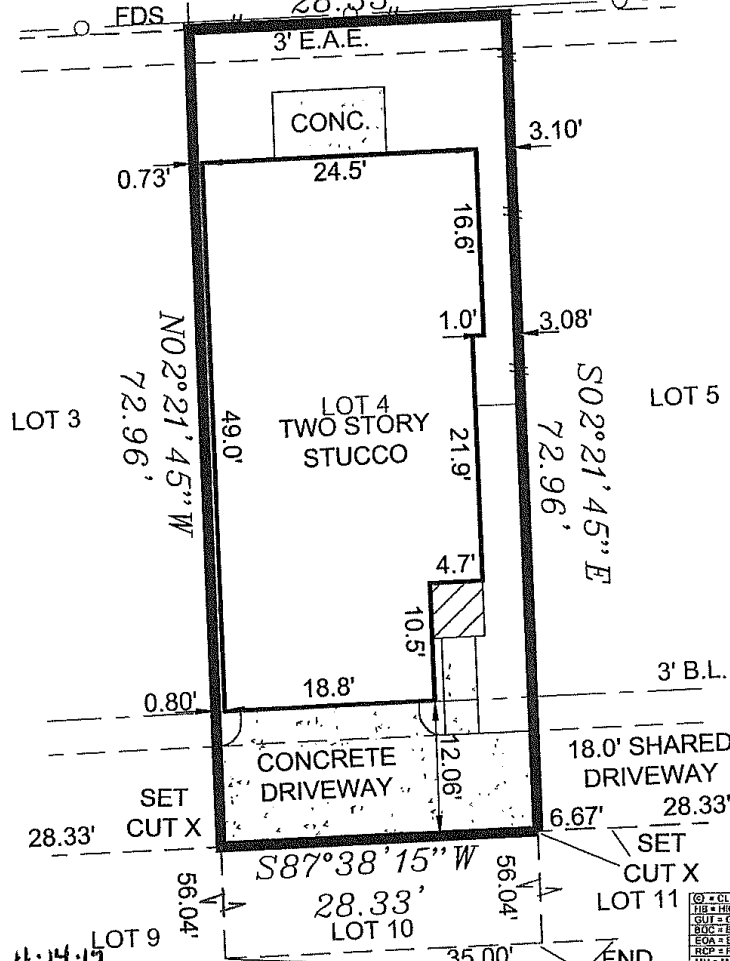 FDS
28.33'
3' E.A.E.
CONC.
3.10'
0.73'
24.5'
16.6'
1.0'
3.08'
N02°21'45"W
72.96'
S02°21'45"E
72.96'
LOT 3
LOT 4
TWO STORY
STUCCO
LOT 5
49.0'
21.9'
4.7'
10.5'
3' B.L.
0.80'
18.8'
CONCRETE
DRIVEWAY
12.06'
18.0' SHARED
DRIVEWAY
SET
CUT X
28.33'
6.67'
28.33'
SET
CUT X
S87°38'15"W
28.33'
56.04'
56.04'
LOT 9
LOT 10
LOT 11
35.00'